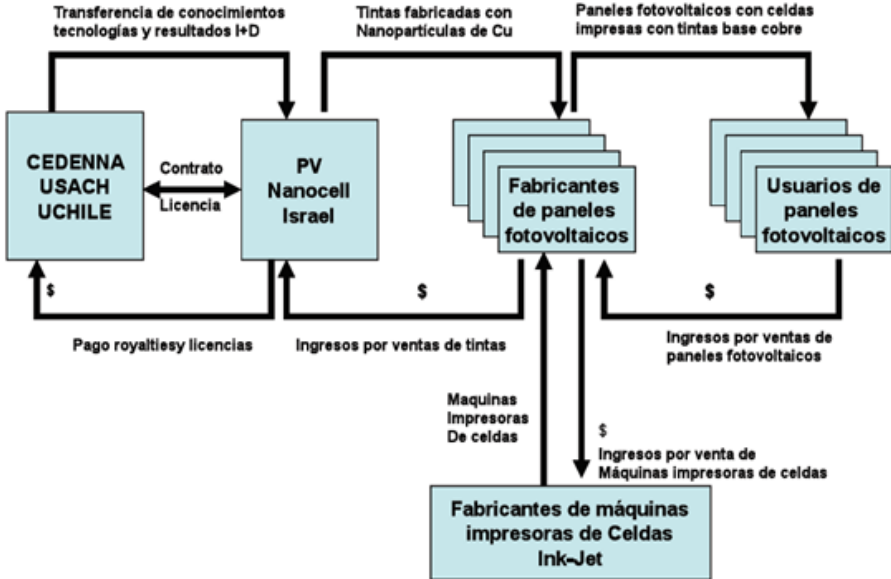 Transferencia de conocimientos
tecnologías y resultados I+D
Tintas fabricadas con
Nanopartículas de Cu
Paneles fotovoltaicos con celdas
impresas con tintas base cobre
CEDENNA
USACH
UCHILE
Contrato
Licencia
PV
Nanocell
Israel
Fabricantes
de paneles
fotovoltaicos
Usuarios de
paneles
fotovoltaicos
$
$
$
Pago royaltiesy licencias
Ingresos por ventas de tintas
Ingresos por ventas de
paneles fotovoltaicos
Maquinas
Impresoras
De celdas
$
Ingresos por venta de
Máquinas impresoras de celdas
Fabricantes de máquinas
impresoras de Celdas
Ink-Jet